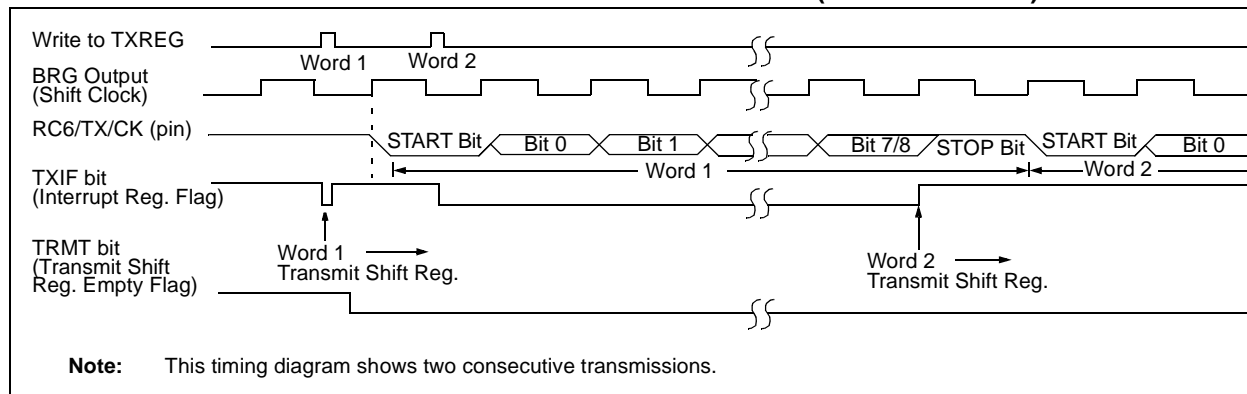 Write to TXREG
Word 1
Word 2
BRG Output
(Shift Clock)
RC6/TX/CK (pin)
START Bit
Bit 0
Bit 1
Bit 7/8
STOP Bit
START Bit
Bit 0
Word 1
Word 2
TXIF bit
(Interrupt Reg. Flag)
Word 1
Transmit Shift Reg.
Word 2
Transmit Shift Reg.
TRMT bit
(Transmit Shift
Reg. Empty Flag)
Note: This timing diagram shows two consecutive transmissions.